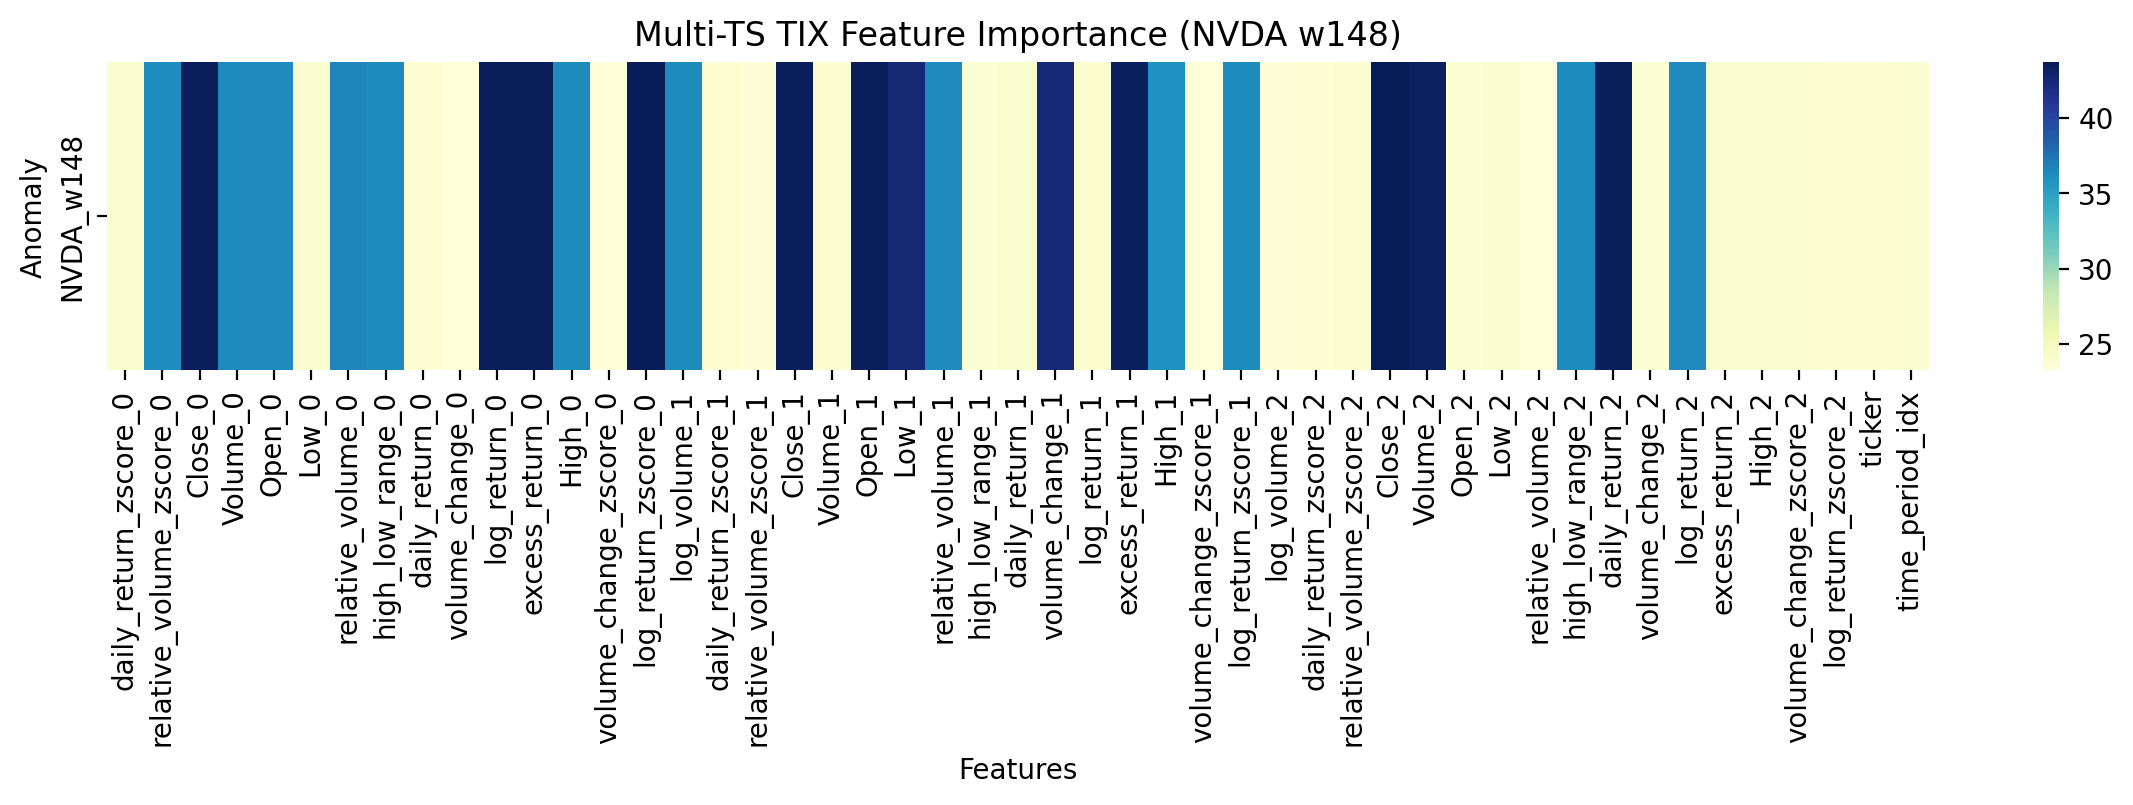 Multi-TS TIX Feature Importance (NVDA w148)
Anomaly
NVDA_w148
40
35
30
25
daily_return_zscore_0
relative_volume_zscore_0
Close_0
Volume_0
Open_0
Low_0
relative_volume_0
high_low_range_0
daily_return_0
volume_change_0
log_return_0
excess_return_0
High_0
volume_change_zscore_0
log_return_zscore_0
log_volume_1
daily_return_zscore_1
relative_volume_zscore_1
Close_1
Volume_1
Open_1
Low_1
relative_volume_1
high_low_range_1
daily_return_1
volume_change_1
log_return_1
excess_return_1
High_1
volume_change_zscore_1
log_return_zscore_1
log_volume_2
daily_return_zscore_2
relative_volume_zscore_2
Close_2
Volume_2
Open_2
Low_2
relative_volume_2
high_low_range_2
daily_return_2
volume_change_2
log_return_2
excess_return_2
High_2
volume_change_zscore_2
log_return_zscore_2
ticker
time_period_idx
Features